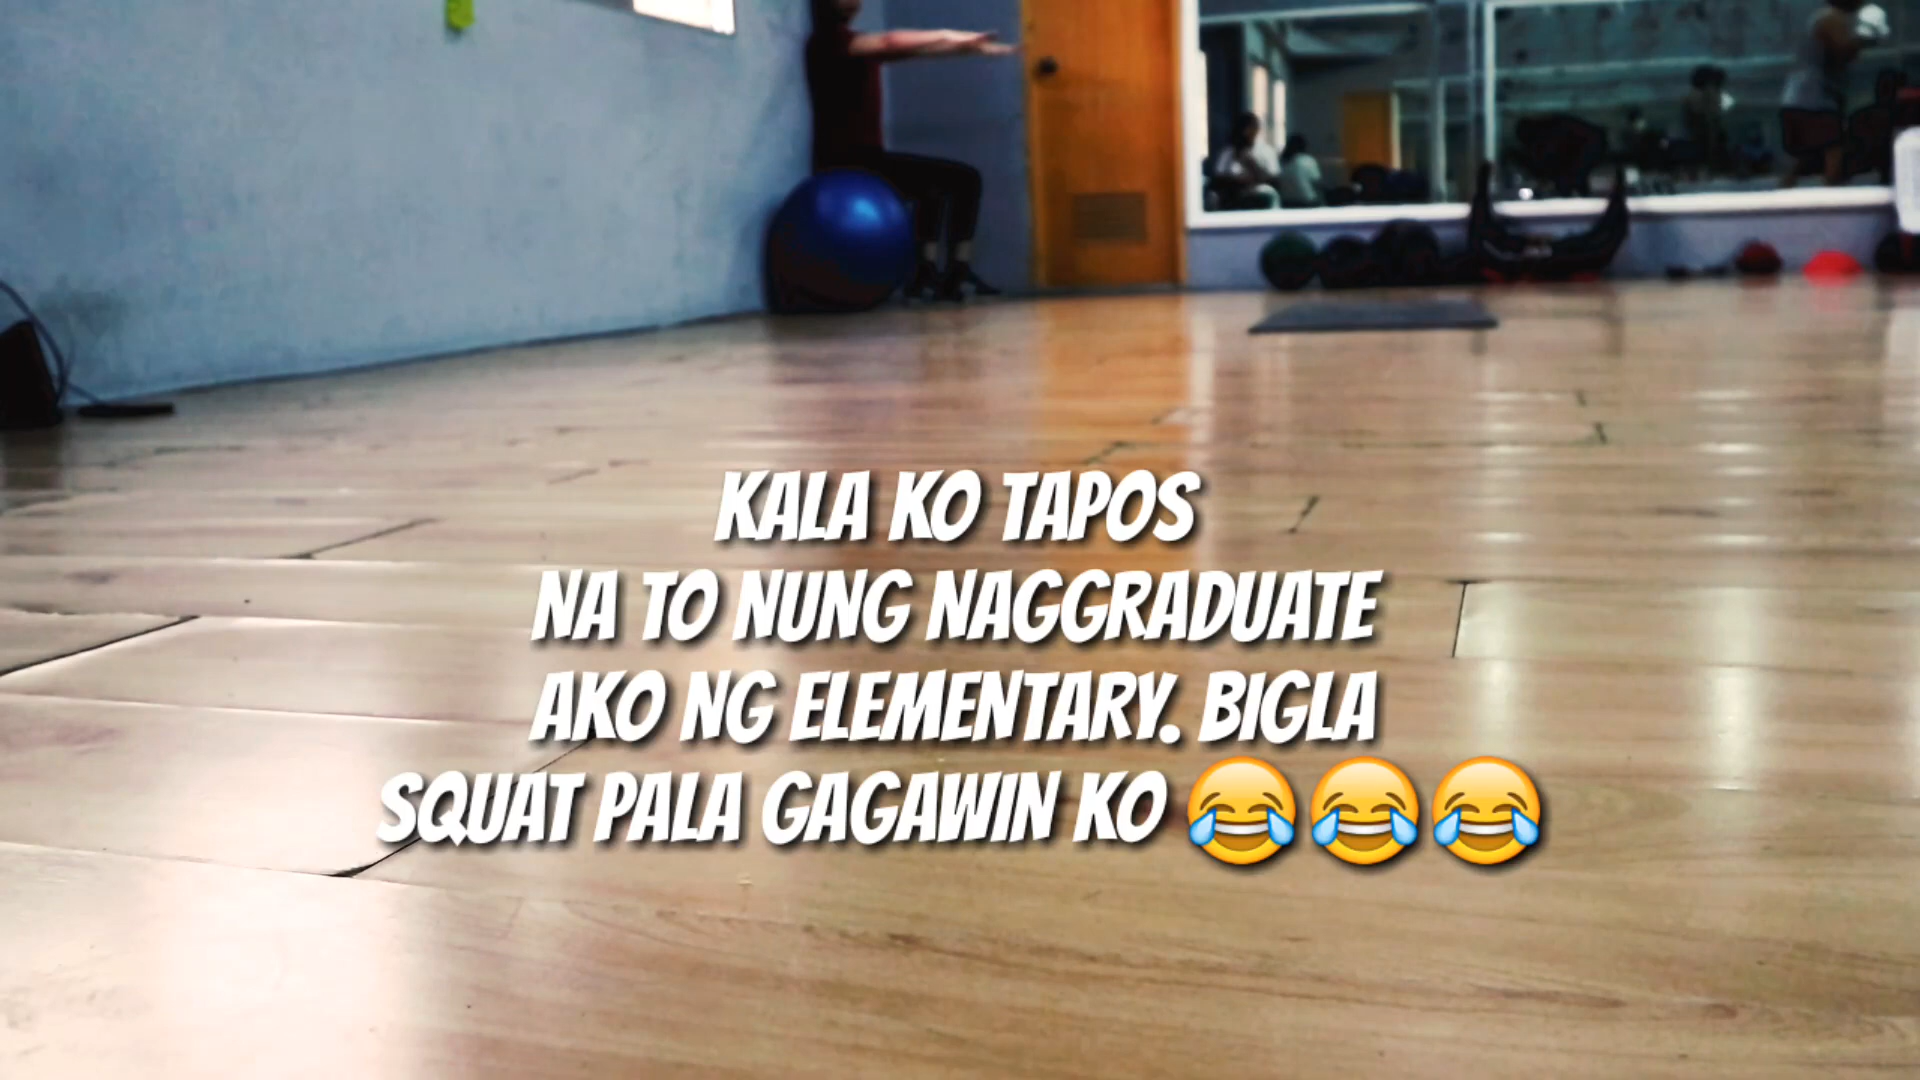 KALA KO TAPOS
NA TO NUNG NAGGRADUATE
AKO NG ELEMENTARY. BIGLA
SQUAT PALA GAGAWIN KO 😂😂😂